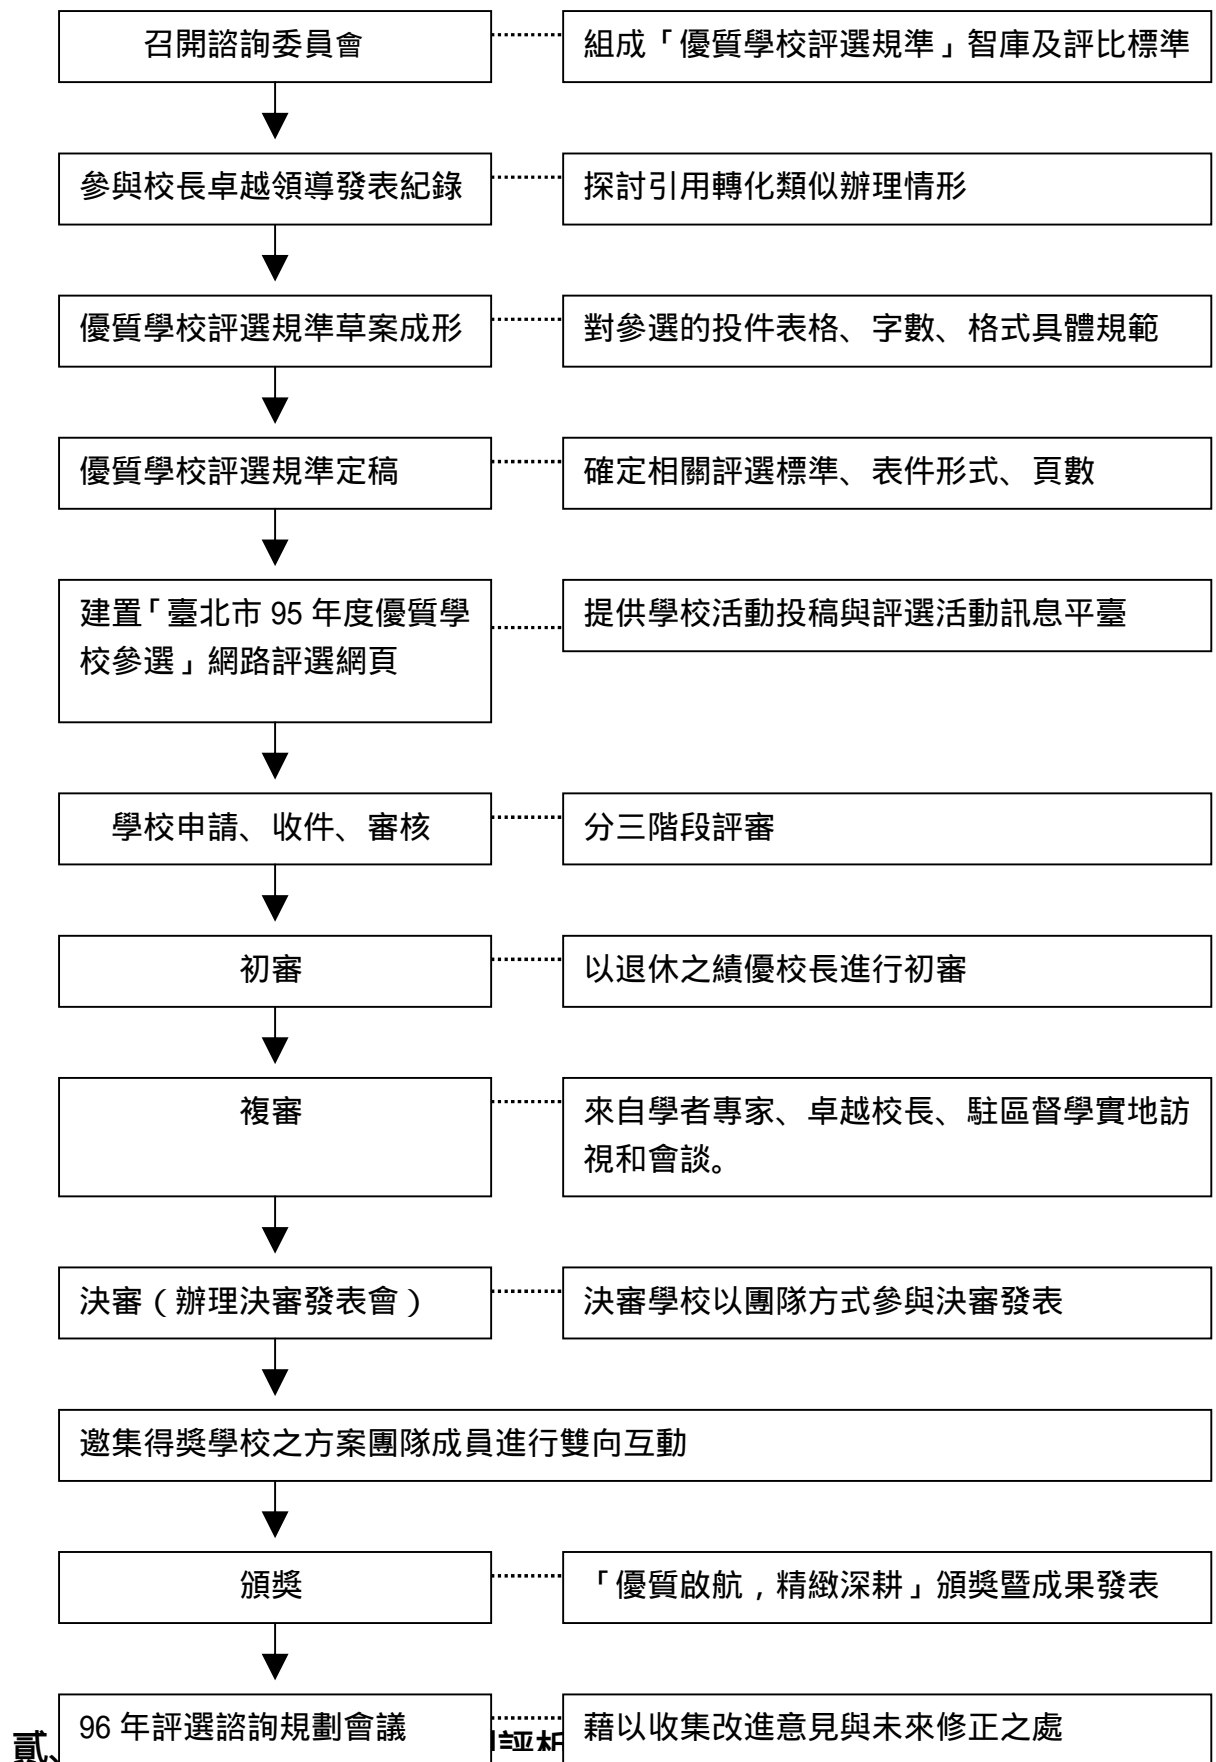 召開諮詢委員會
組成「優質學校評選規準」智庫及評比標準
參與校長卓越領導發表紀錄
探討引用轉化類似辦理情形
優質學校評選規準草案成形
對參選的投件表格、字數、格式具體規範
優質學校評選規準定稿
確定相關評選標準、表件形式、頁數
建置「臺北市 95 年度優質學
校參選」網路評選網頁
提供學校活動投稿與評選活動訊息平臺
學校申請、收件、審核
分三階段評審
初審
以退休之績優校長進行初審
複審
來自學者專家、卓越校長、駐區督學實地訪
視和會談。
決審（辦理決審發表會）
決審學校以團隊方式參與決審發表
邀集得獎學校之方案團隊成員進行雙向互動
頒獎
「優質啟航，精緻深耕」頒獎暨成果發表
96 年評選諮詢規劃會議
藉以收集改進意見與未來修正之處
貳、
評析